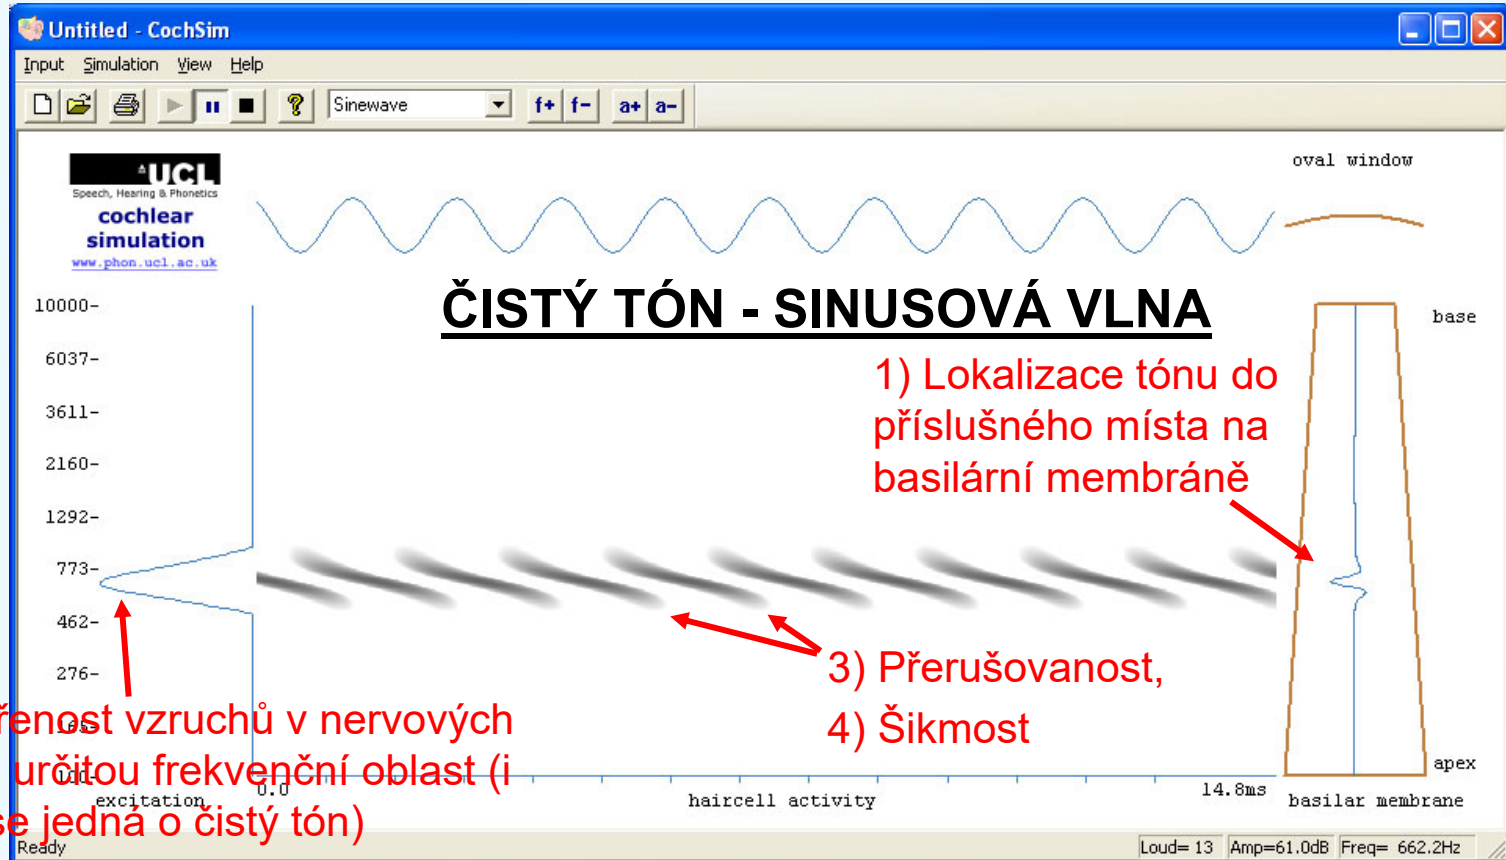 Untitled - CochSim
Input Simulation View Help
Sinewave f+ f- a+ a-
UCL
Speech, Hearing & Phonetics
cochlear
simulation
www.phon.ucl.ac.uk
oval window
ČISTÝ TÓN - SINUSOVÁ VLNA
10000-
6037-
3611-
2160-
1292-
773-
462-
276-
165-
100-
base
1) Lokalizace tónu do
příslušného místa na
basilární membráně
3) Přerušovanost,
4) Šikmost
řenost vzruchů v nervových
určitou frekvenční oblast (i
se jedná o čistý tón)
excitation
0.0
haircell activity
14.8ms
apex
basilar membrane
Ready
Loud= 13 Amp=61.0dB Freq= 662.2Hz